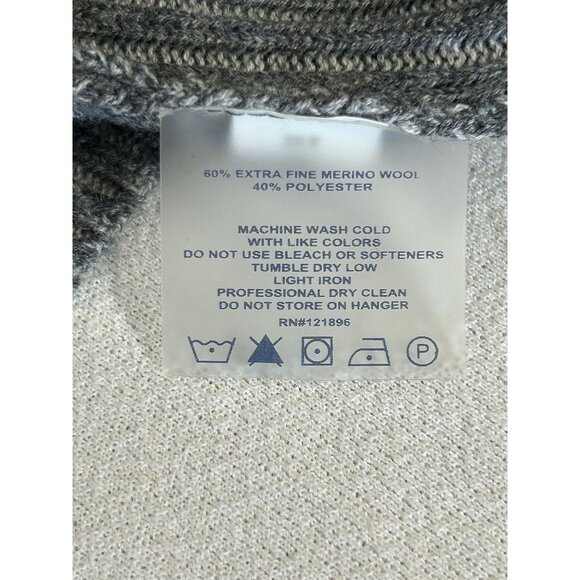 60% EXTRA FINE MERINO WOOL
40% POLYESTER
MACHINE WASH COLD
WITH LIKE COLORS
DO NOT USE BLEACH OR SOFTENERS
TUMBLE DRY LOW
LIGHT IRON
PROFESSIONAL DRY CLEAN
DO NOT STORE ON HANGER
RN#121896
P